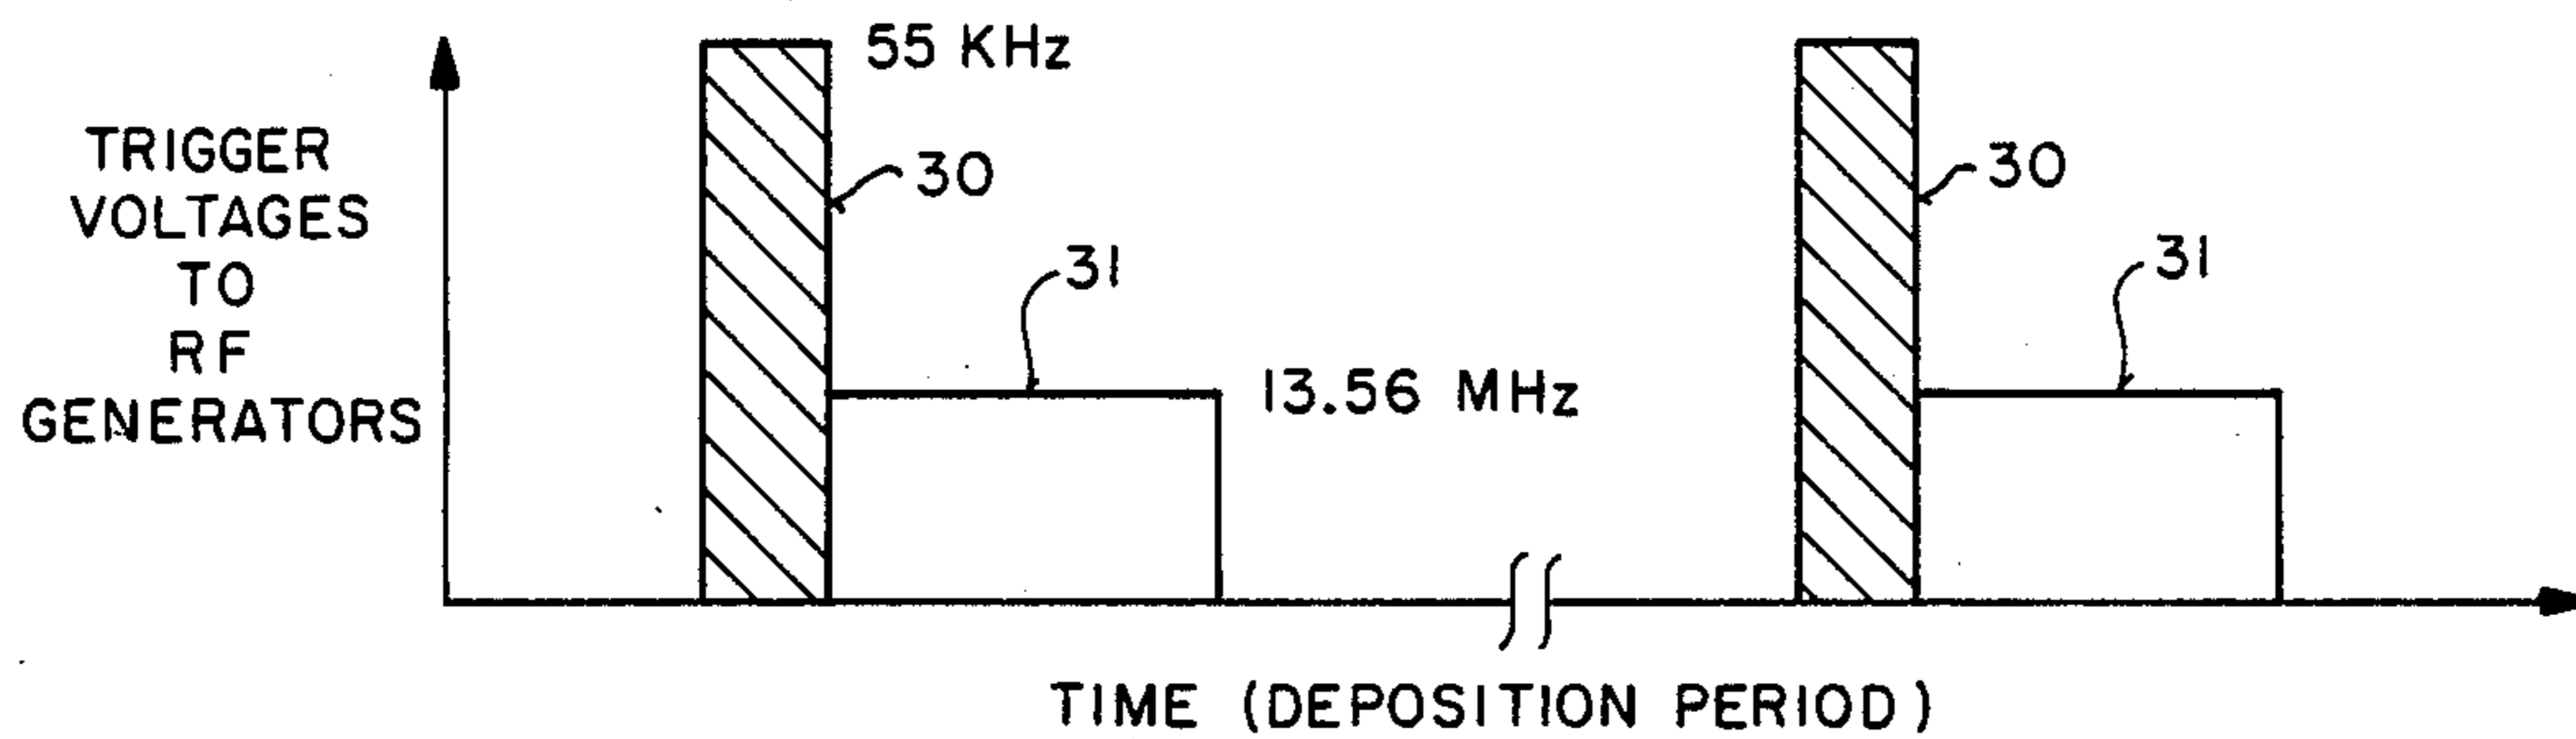 55 KHz
TRIGGER
VOLTAGES
TO
RF
GENERATORS
30
31
13.56 MHz
30
31
TIME (DEPOSITION PERIOD)